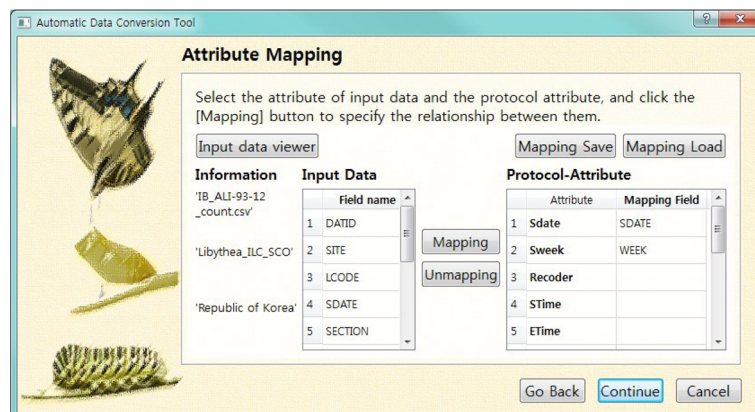 Automatic Data Conversion Tool
Attribute Mapping
Select the attribute of input data and the protocol attribute, and click the
[Mapping] button to specify the relationship between them.
Input data viewer
Mapping Save
Mapping Load
Information
Input Data
Protocol-Attribute
'IB_ALI-93-12
_count.csv'
'Libythea_ILC_SCO'
'Republic of Korea'
Field name
1 DATID
2 SITE
3 LCODE
4 SDATE
5 SECTION
Mapping
Unmapping
Attribute Mapping Field
1 Sdate SDATE
2 Sweek WEEK
3 Recoder
4 STime
5 ETime
Go Back
Continue
Cancel